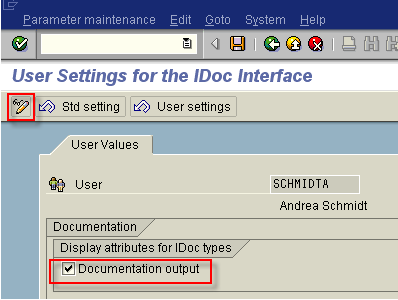 Parameter maintenance Edit Goto System Help
User Settings for the IDoc Interface
Std setting User settings
User Values
User SCHMIDTA
Andrea Schmidt
Documentation
Display attributes for IDoc types
Documentation output